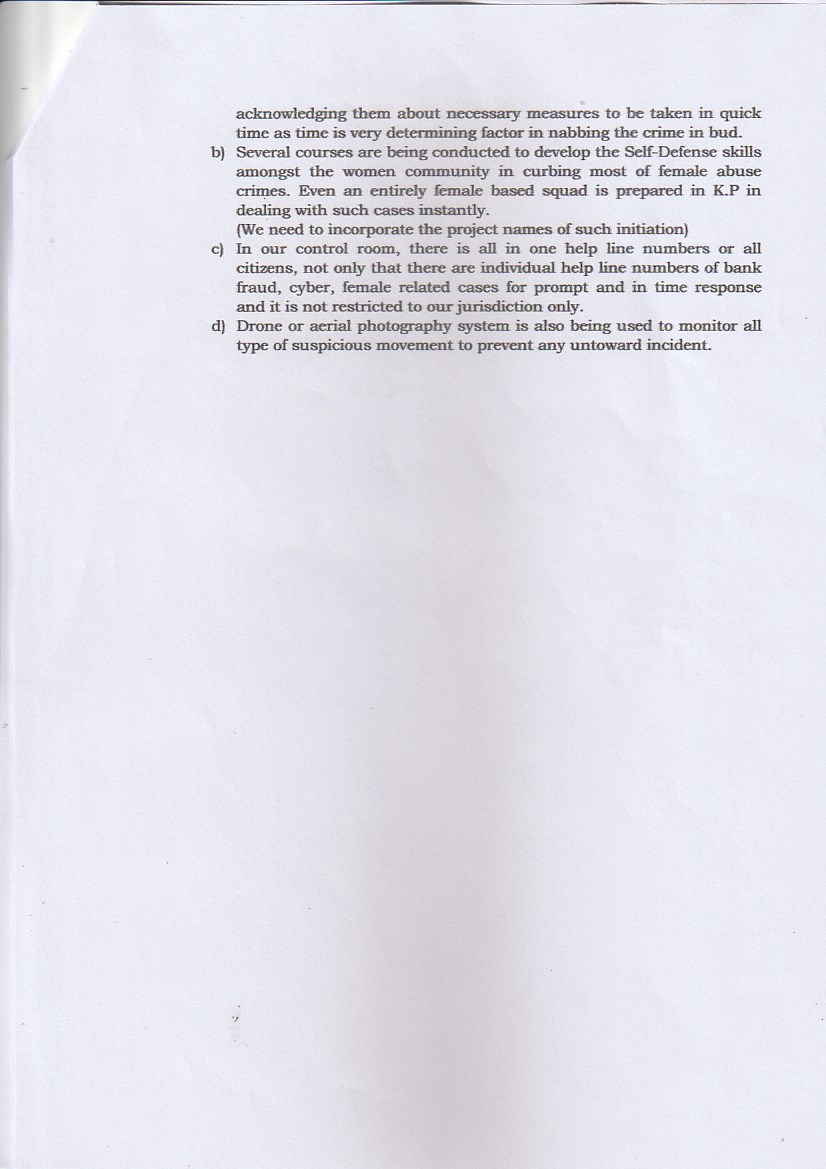 acknowledging them about necessary measures to be taken in quick
time as time is very determining factor in nabbing the crime in bud.
b) Several courses are being conducted to develop the Self-Defense skills
amongst the women community in curbing most of female abuse
crimes. Even an entirely female based squad is prepared in K.P in
dealing with such cases instantly.
(We need to incorporate the project names of such initiation)
c) In our control room, there is all in one help line numbers or all
citizens, not only that there are individual help line numbers of bank
fraud, cyber, female related cases for prompt and in time response
and it is not restricted to our jurisdiction only.
d) Drone or aerial photography system is also being used to monitor all
type of suspicious movement to prevent any untoward incident.